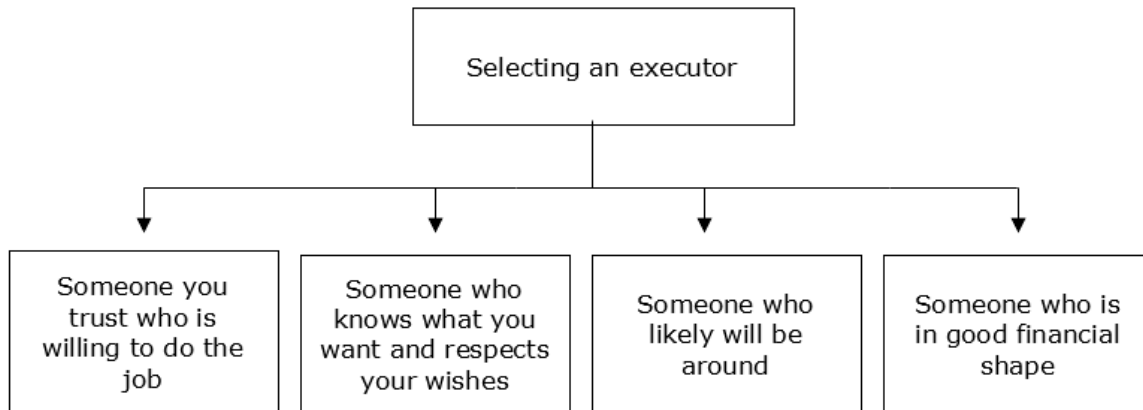 Selecting an executor
Someone you
trust who is
willing to do the
job
Someone who
knows what you
want and respects
your wishes
Someone who
likely will be
around
Someone who is
in good financial
shape